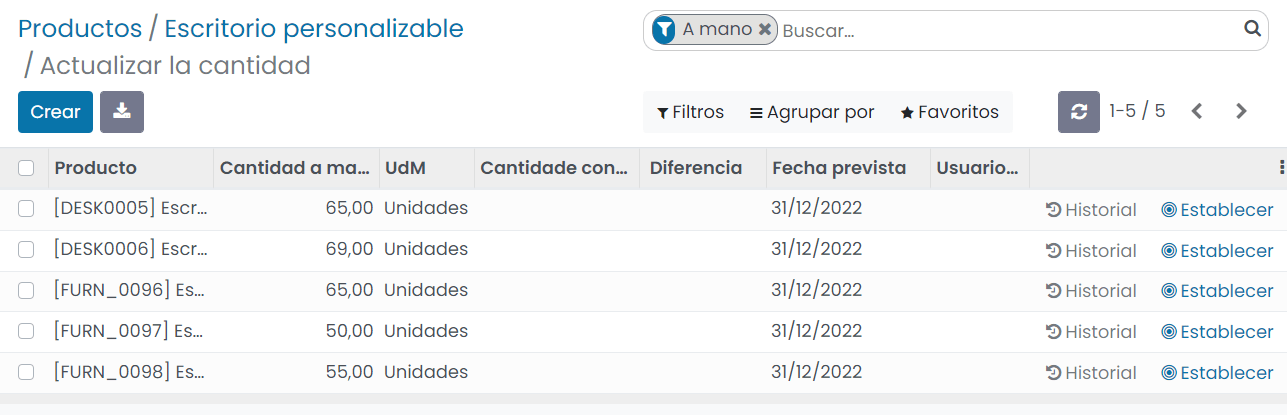 Productos / Escritorio personalizable
/ Actualizar la cantidad
A mano Buscar...
Crear
Filtros Agrupar por Favoritos 1-5 / 5
Producto Cantidad a ma... UdM Cantidade con... Diferencia Fecha prevista Usuario...
[DESK0005] Escr... 65,00 Unidades 31/12/2022 Historial Establecer
[DESK0006] Escr... 69,00 Unidades 31/12/2022 Historial Establecer
[FURN_0096] Es... 65,00 Unidades 31/12/2022 Historial Establecer
[FURN_0097] Es... 50,00 Unidades 31/12/2022 Historial Establecer
[FURN_0098] Es... 55,00 Unidades 31/12/2022 Historial Establecer